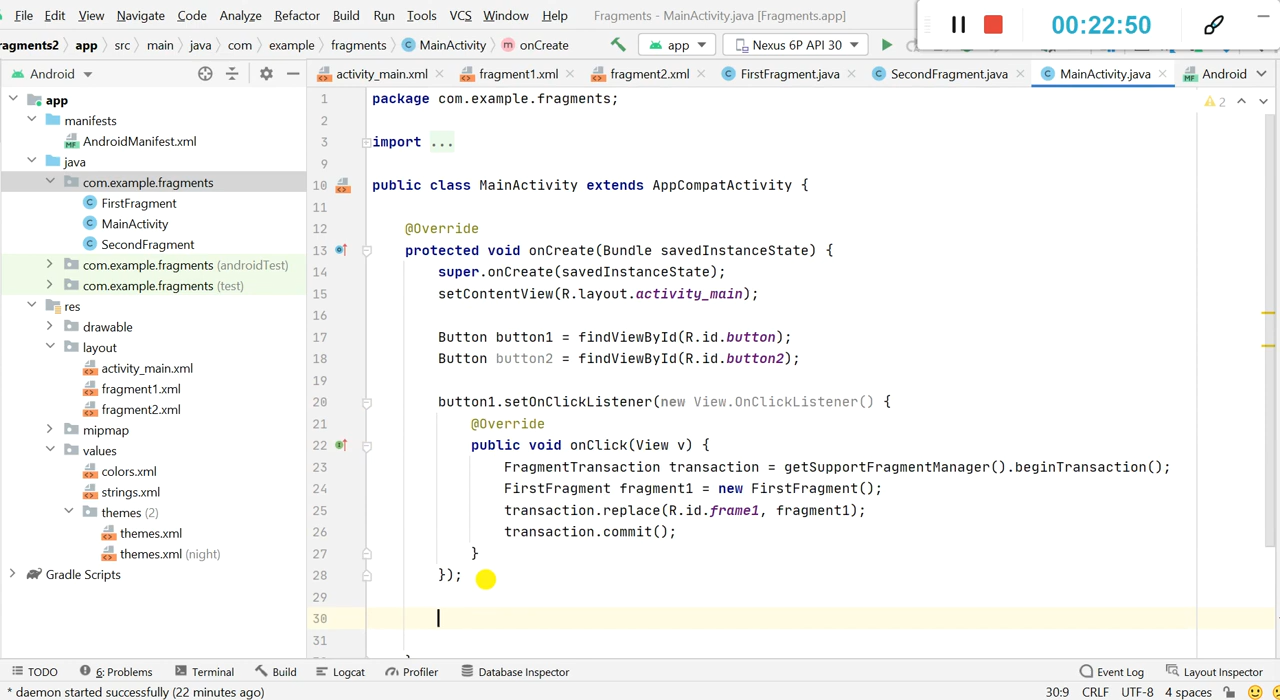 File Edit View Navigate Code Analyze Refactor Build Run Tools VCS Window Help Fragments - MainActivity.java [Fragments.app]
00:22:50
ragments2 app src main java com example fragments MainActivity onCreate app Nexus 6P API 30
Android
activity_main.xml fragment1.xml fragment2.xml FirstFragment.java SecondFragment.java MainActivity.java Android
app
manifests
AndroidManifest.xml
java
com.example.fragments
FirstFragment
MainActivity
SecondFragment
com.example.fragments (androidTest)
com.example.fragments (test)
res
drawable
layout
activity_main.xml
fragment1.xml
fragment2.xml
mipmap
values
colors.xml
strings.xml
themes (2)
themes.xml
themes.xml (night)
Gradle Scripts
2
1 package com.example.fragments;
2
3 import ...
9
10 public class MainActivity extends AppCompatActivity {
11
12 @Override
13 protected void onCreate(Bundle savedInstanceState) {
14 super.onCreate(savedInstanceState);
15 setContentView(R.layout.activity_main);
16
17 Button button1 = findViewById(R.id.button);
18 Button button2 = findViewById(R.id.button2);
19
20 button1.setOnClickListener(new View.OnClickListener() {
21 @Override
22 public void onClick(View v) {
23 FragmentTransaction transaction = getSupportFragmentManager().beginTransaction();
24 FirstFragment fragment1 = new FirstFragment();
25 transaction.replace(R.id.frame1, fragment1);
26 transaction.commit();
27 }
28 });
29
30
31
TODO 6: Problems Terminal Build Logcat Profiler Database Inspector Event Log Layout Inspector
* daemon started successfully (22 minutes ago) 30:9 CRLF UTF-8 4 spaces